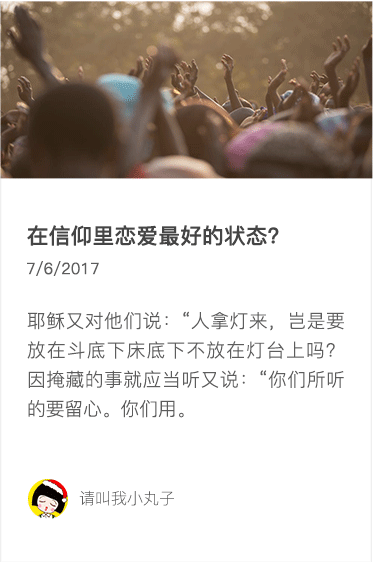 在信仰里恋爱最好的状态？
7/6/2017
耶稣又对他们说：“人拿灯来，岂是要
放在斗底下床底下不放在灯台上吗？
因掩藏的事就应当听又说：“你们所听
的要留心。你们用。
请叫我小丸子